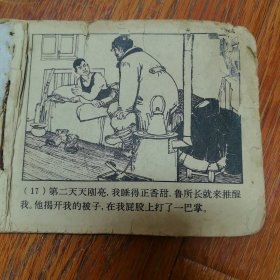 (17)第二天天刚亮，我睡得正香甜，鲁所长就来推醒
我。他揭开我的被子，在我屁股上打了一巴掌。